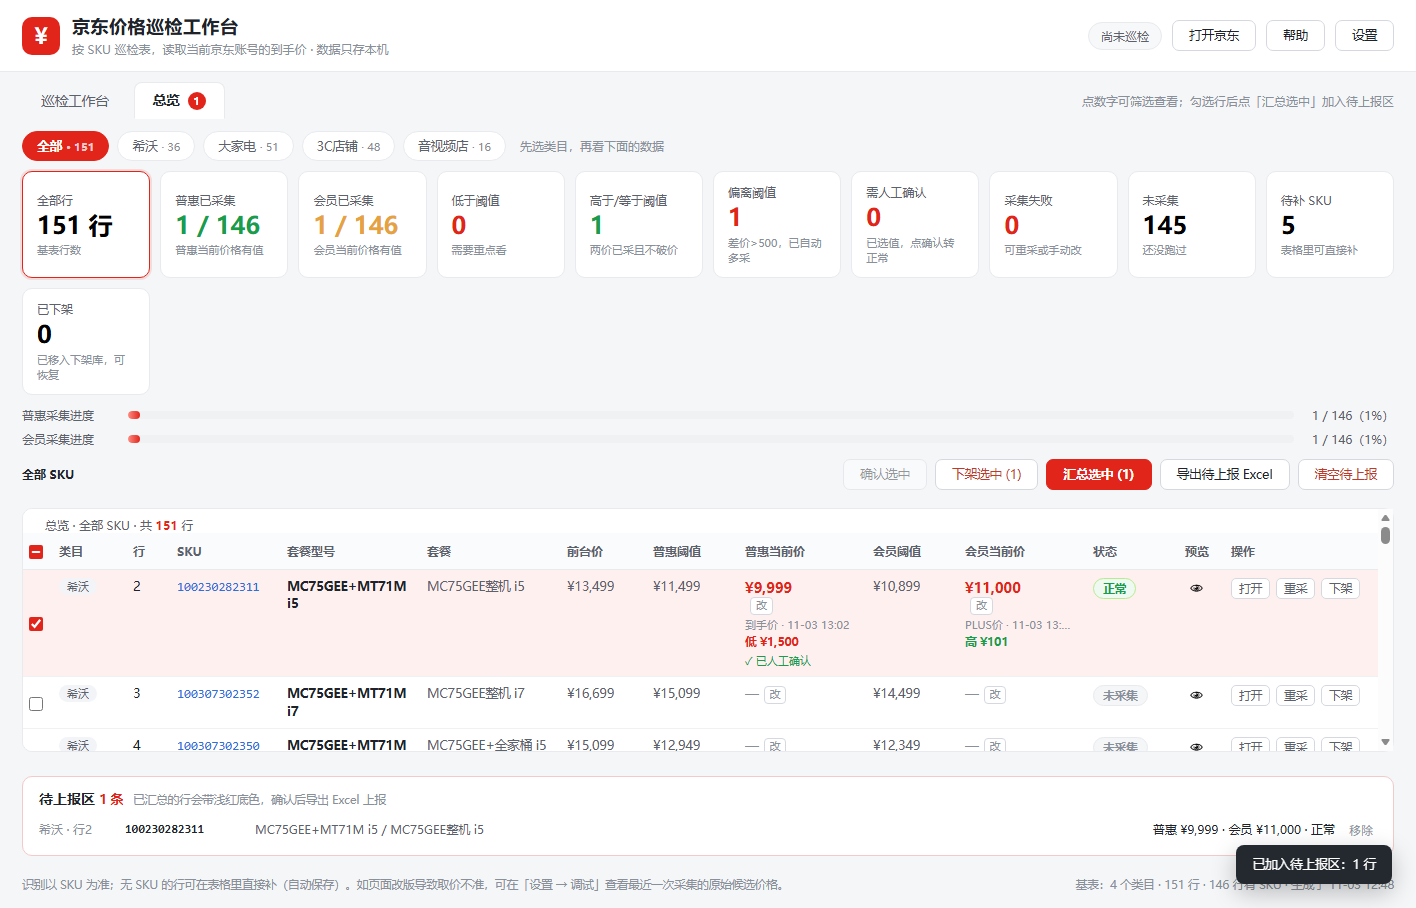 ¥
京东价格巡检工作台
按 SKU 巡检表，读取当前京东账号的到手价 · 数据只存本机
尚未巡检
打开京东
帮助
设置
巡检工作台
总览 1
点数字可筛选查看；勾选行后点「汇总选中」加入待上报区
全部 · 151
希沃 · 36
大家电 · 51
3C店铺 · 48
音视频店 · 16
先选类目，再看下面的数据
全部行
151 行
基表行数
普惠已采集
1 / 146
普惠当前价格有值
会员已采集
1 / 146
会员当前价格有值
低于阈值
0
需要重点看
高于/等于阈值
1
两价已采且不破价
偏离阈值
1
差价>500，已自动
多采
需人工确认
0
已选值，点确认转
正常
采集失败
0
可重采或手动改
未采集
145
还没跑过
待补 SKU
5
表格里可直接补
已下架
0
已移入下架库，可
恢复
普惠采集进度
1 / 146（1%）
会员采集进度
1 / 146（1%）
全部 SKU
确认选中
下架选中 (1)
汇总选中 (1)
导出待上报 Excel
清空待上报
总览 · 全部 SKU · 共 151 行
类目 行 SKU 套餐型号 套餐 前台价 普惠阈值 普惠当前价 会员阈值 会员当前价 状态 预览 操作
希沃 2 100230282311 MC75GEE+MT71M MC75GEE整机 i5 ¥13,499 ¥11,499 ¥9,999 ¥10,899 ¥11,000 正常 打开 重采 下架
i5 改 改
到手价 · 11-03 13:02 PLUS价 · 11-03 13:...
低 ¥1,500 高 ¥101
✓ 已人工确认
希沃 3 100307302352 MC75GEE+MT71M MC75GEE整机 i7 ¥16,699 ¥15,099 — 改 ¥14,499 — 改 未采集 打开 重采 下架
i7
希沃 4 100307302350 MC75GEE+MT71M MC75GEE+全家桶 i5 ¥15,099 ¥12,949 — 改 ¥12,349 — 改 未采集 打开 重采 下架
待上报区 1 条 已汇总的行会带浅红底色，确认后导出 Excel 上报
希沃 · 行2 100230282311 MC75GEE+MT71M i5 / MC75GEE整机 i5 普惠 ¥9,999 · 会员 ¥11,000 · 正常 移除
已加入待上报区：1 行
识别以 SKU 为准；无 SKU 的行可在表格里直接补（自动保存）。如页面改版导致取价不准，可在「设置 → 调试」查看最近一次采集的原始候选价格。
基表：4 个类目 · 151 行 · 146 行有 SKU · 生成于 11-03 12:48